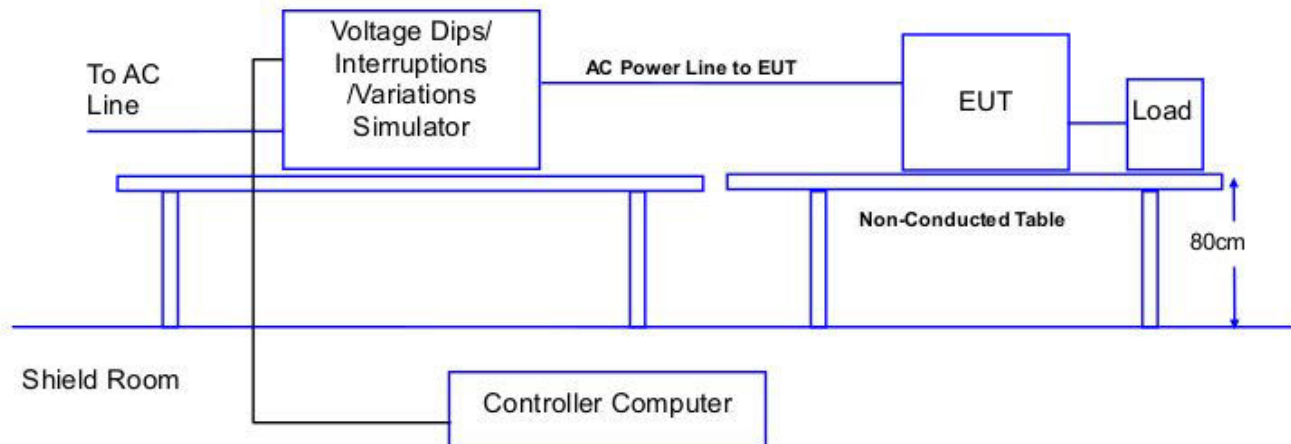 Voltage Dips/
Interruptions
/Variations
Simulator
To AC
Line
AC Power Line to EUT
EUT
Load
Non-Conducted Table
80cm
Shield Room
Controller Computer